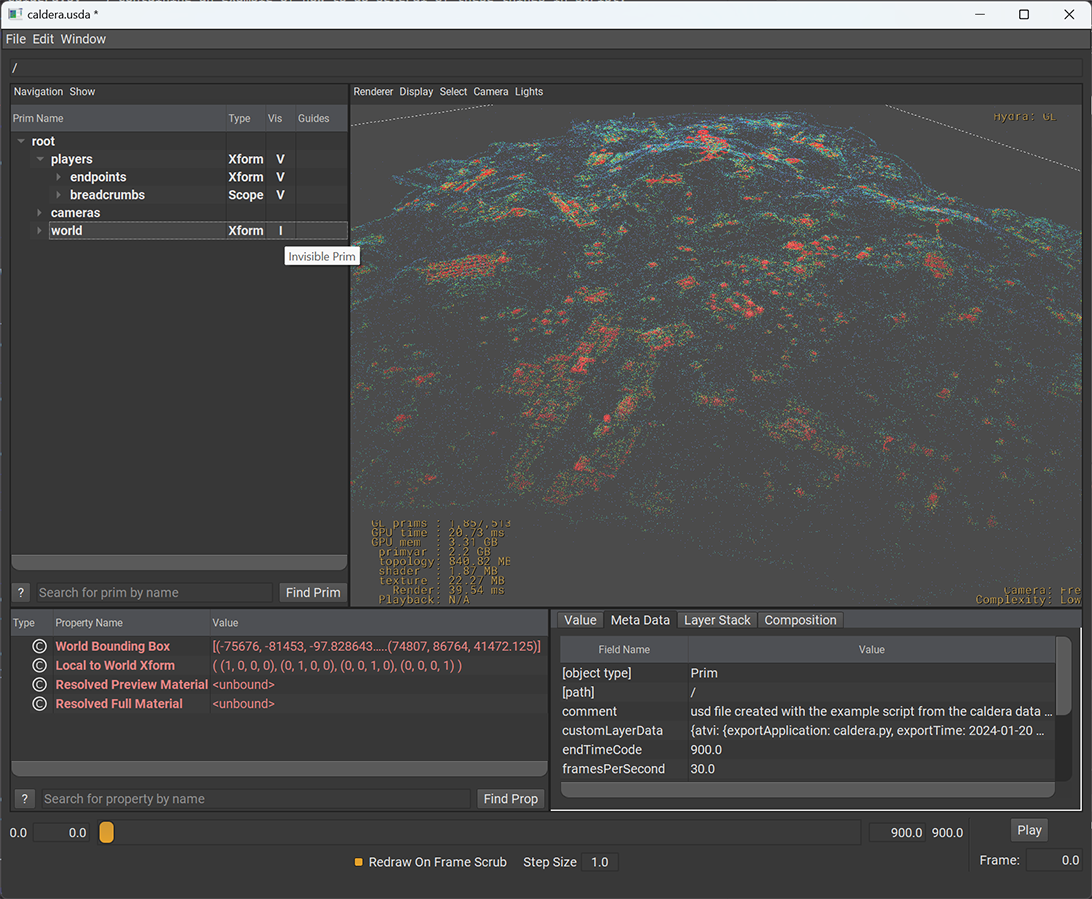 caldera.usda *
File Edit Window
/
Navigation Show
Renderer Display Select Camera Lights
Prim Name Type Vis Guides
Hydra: GL
root
players Xform V
endpoints Xform V
breadcrumbs Scope V
cameras
world Xform I
Invisible Prim
GL prims : 1,857,513
GPU time : 20.73 ms
GPU mem : 3.31 GB
primvar : 2.2 GB
topology: 840.82 MB
shader : 1.87 MB
texture : 22.27 MB
Render: 39.54 ms
Playback: N/A
Camera: Fre
Complexity: Low
? Search for prim by name Find Prim
Type Property Name Value
© World Bounding Box [(-75676, -81453, -97.828643.....(74807, 86764, 41472.125)]
© Local to World Xform ( (1, 0, 0, 0), (0, 1, 0, 0), (0, 0, 1, 0), (0, 0, 0, 1) )
© Resolved Preview Material <unbound>
© Resolved Full Material <unbound>
? Search for property by name Find Prop
Value Meta Data Layer Stack Composition
Field Name Value
[object type] Prim
[path] /
comment usd file created with the example script from the caldera data ...
customLayerData {atvi: {exportApplication: caldera.py, exportTime: 2024-01-20 ...
endTimeCode 900.0
framesPerSecond 30.0
0.0 0.0 900.0 900.0 Play
Redraw On Frame Scrub Step Size 1.0 Frame: 0.0